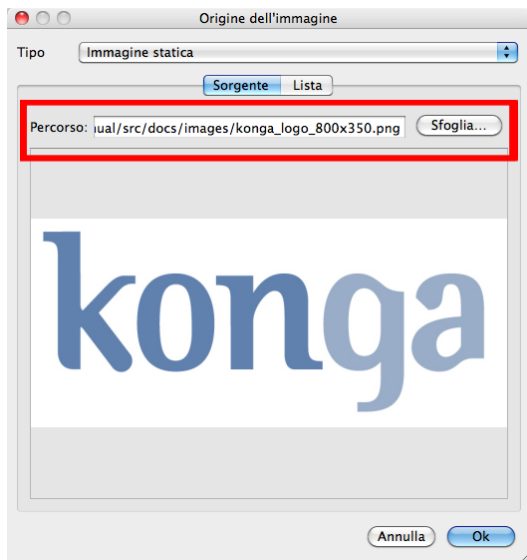 Origine dell'immagine
Tipo Immagine statica
Sorgente Lista
Percorso: ual/src/docs/images/konga_logo_800x350.png Sfoglia...
konga
Annulla Ok